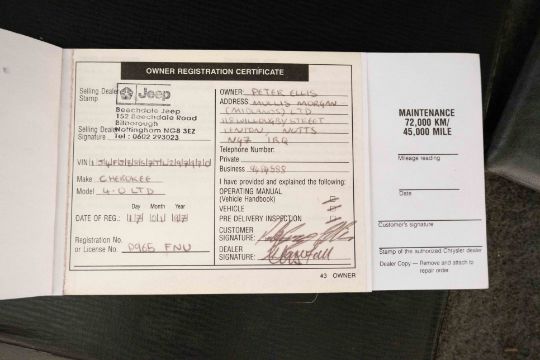 OWNER REGISTRATION CERTIFICATE
Selling Dealer
Stamp
Jeep
Beechdale Jeep
152 Beechdale Road
Bilborough
Nottingham NG8 3EZ
Tel : 0602 293023
Selling Dealer
Signature:
VIN
Make CHEROKEE
Model 4.0 LTD
Day Month Year
DATE OF REG.:
Registration No.
or License No. FNU
OWNER: PETER ELLIS
ADDRESS: MULLIS MORGAN
(MIDLANDS) LTD
WILLOUGHBY STREET
LENTON, NOTTS
NG7 1RQ
Telephone Number:
Private
Business
I have provided and explained the following:
OPERATING MANUAL
(Vehicle Handbook)
VEHICLE
PRE DELIVERY INSPECTION
CUSTOMER
SIGNATURE:
DEALER
SIGNATURE:
#3 OWNER
MAINTENANCE
72,000 KM/
45,000 MILE
Mileage reading
Date
Customer's signature
Stamp of the authorized Chrysler dealer
Dealer Copy — Remove and attach to
repair order